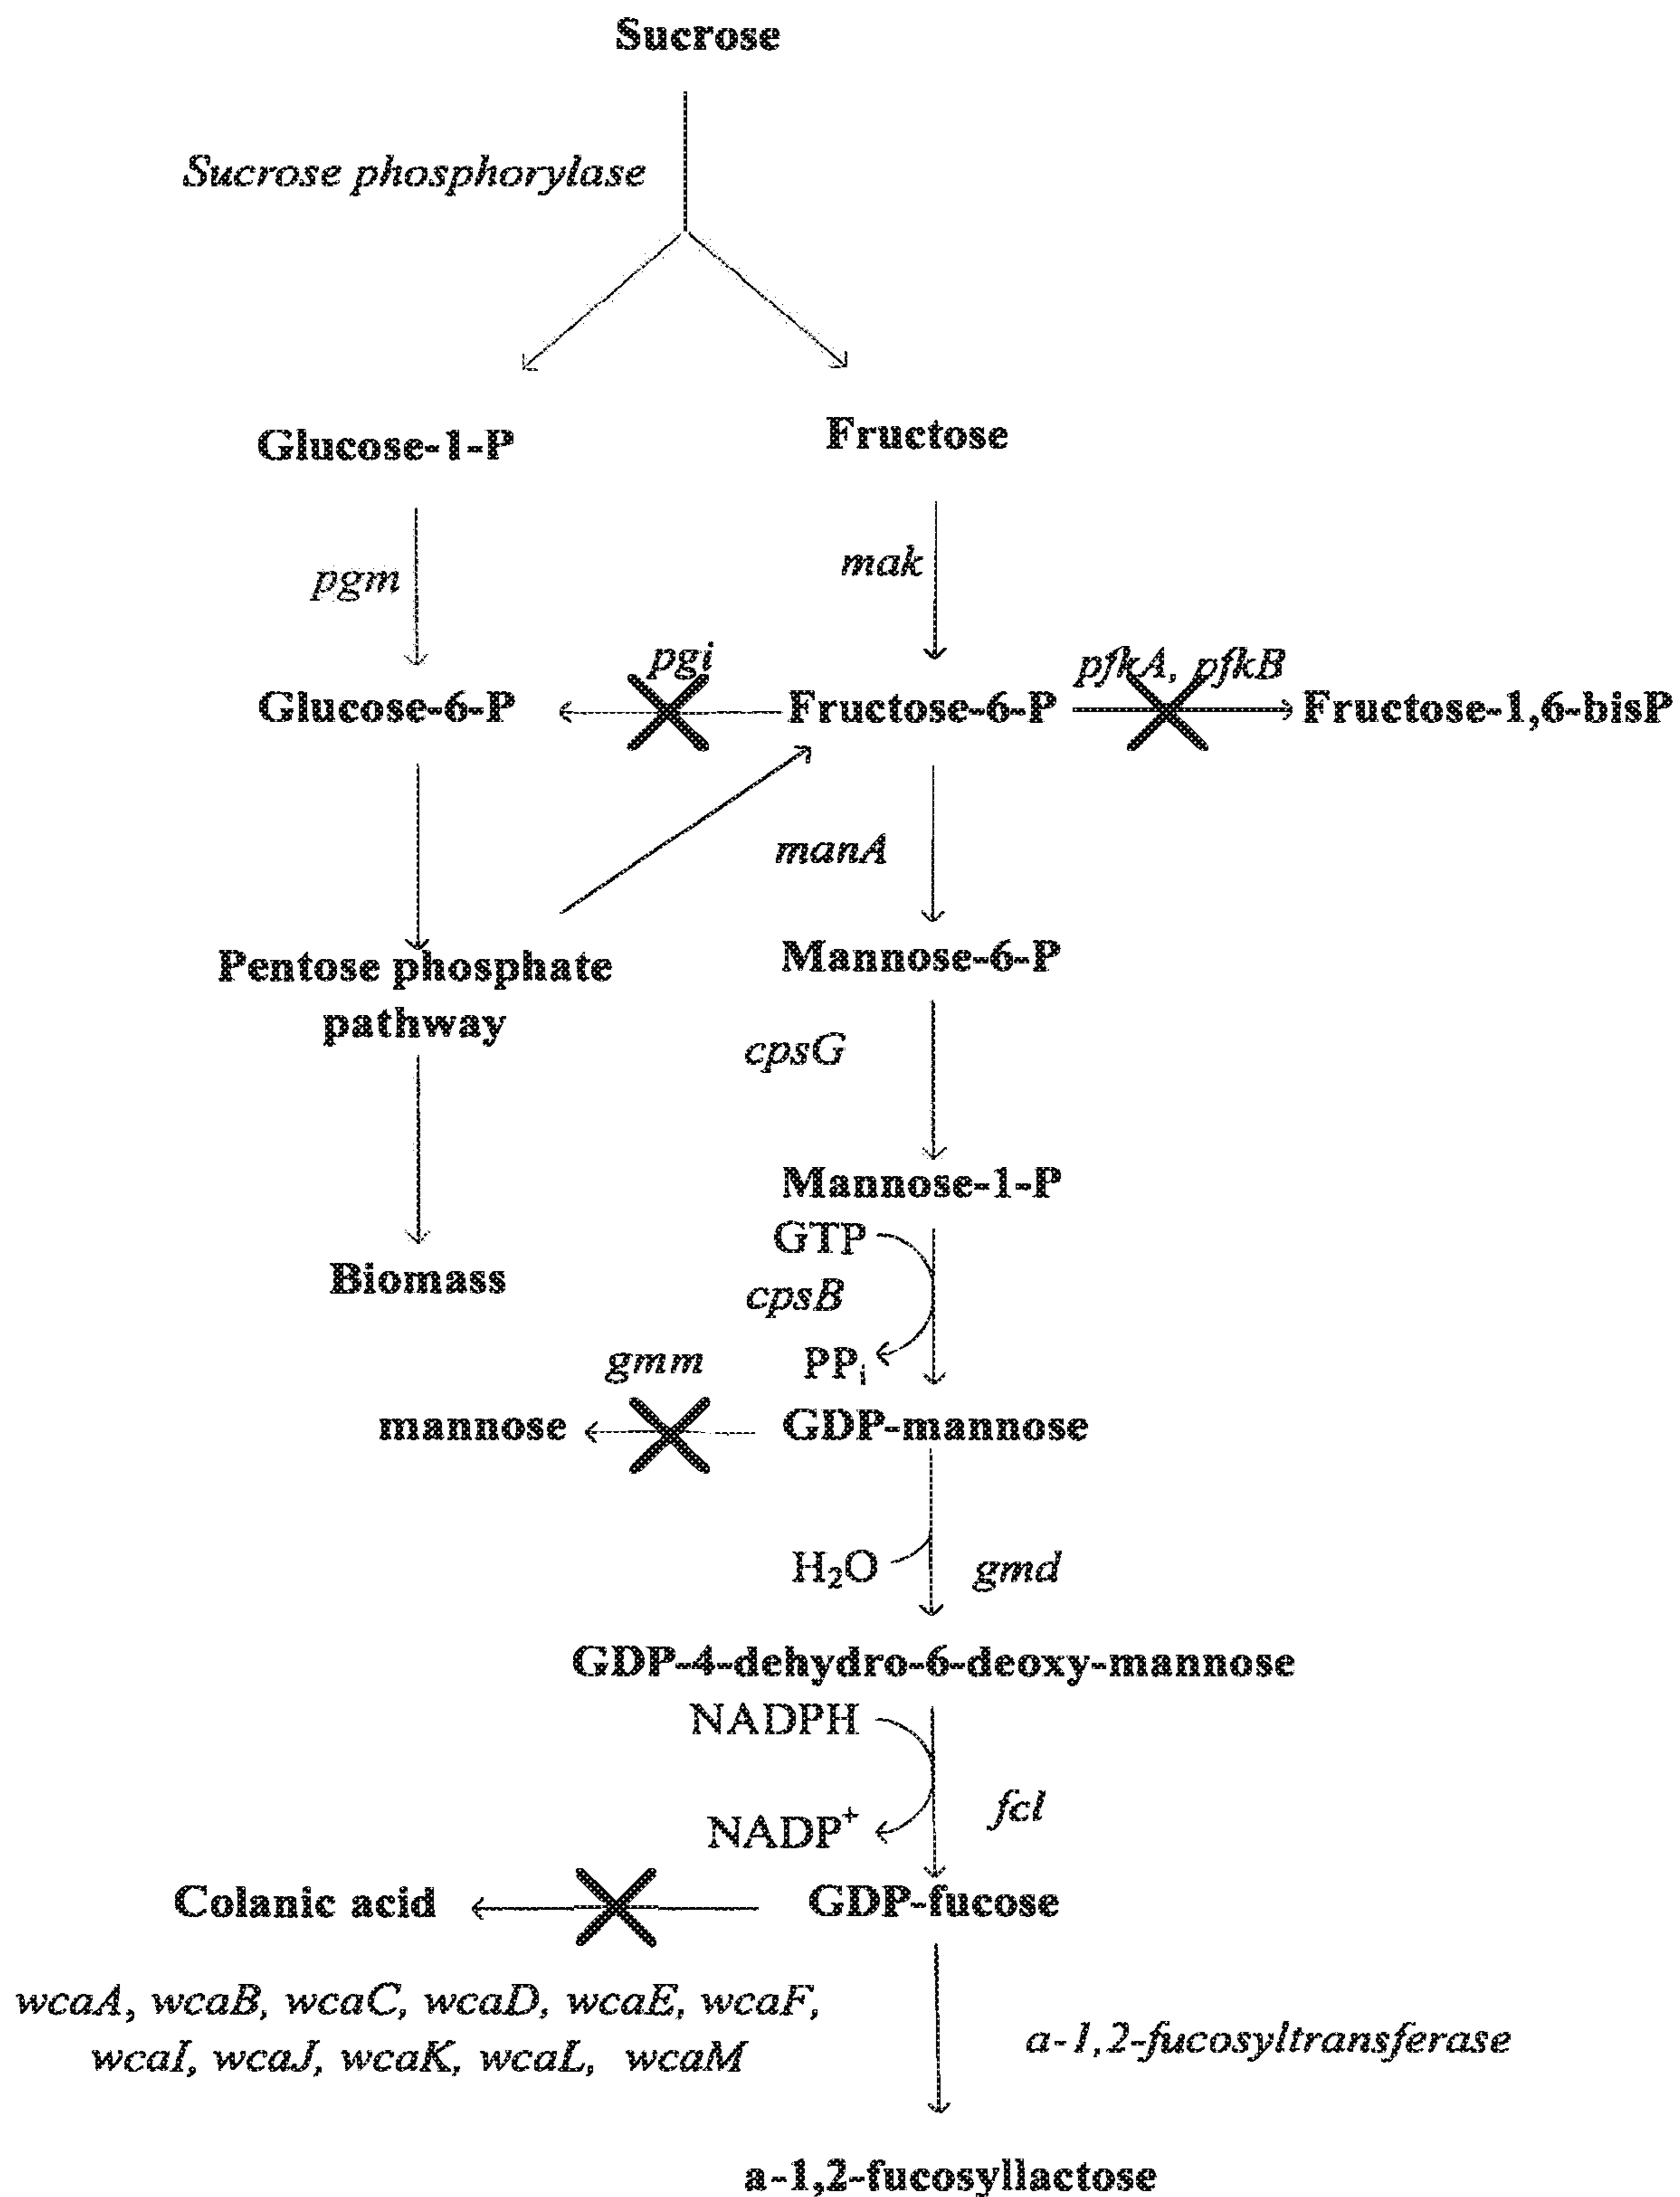 Sucrose
Sucrose phosphorylase
Glucose-1-P
Fructose
pgm
mak
pgi
pfkA, pfkB
Glucose-6-P
Fructose-6-P
Fructose-1,6-bisP
manA
Pentose phosphate
pathway
Mannose-6-P
cpsG
Mannose-1-P
GTP
Biomass
cpsB
PPi
gmm
mannose
GDP-mannose
H₂O
gmd
GDP-4-dehydro-6-deoxy-mannose
NADPH
fcl
NADP⁺
Colanic acid
GDP-fucose
wcaA, wcaB, wcaC, wcaD, wcaE, wcaF,
wcaI, wcaJ, wcaK, wcaL, wcaM
a-1,2-fucosyltransferase
a-1,2-fucosyllactose